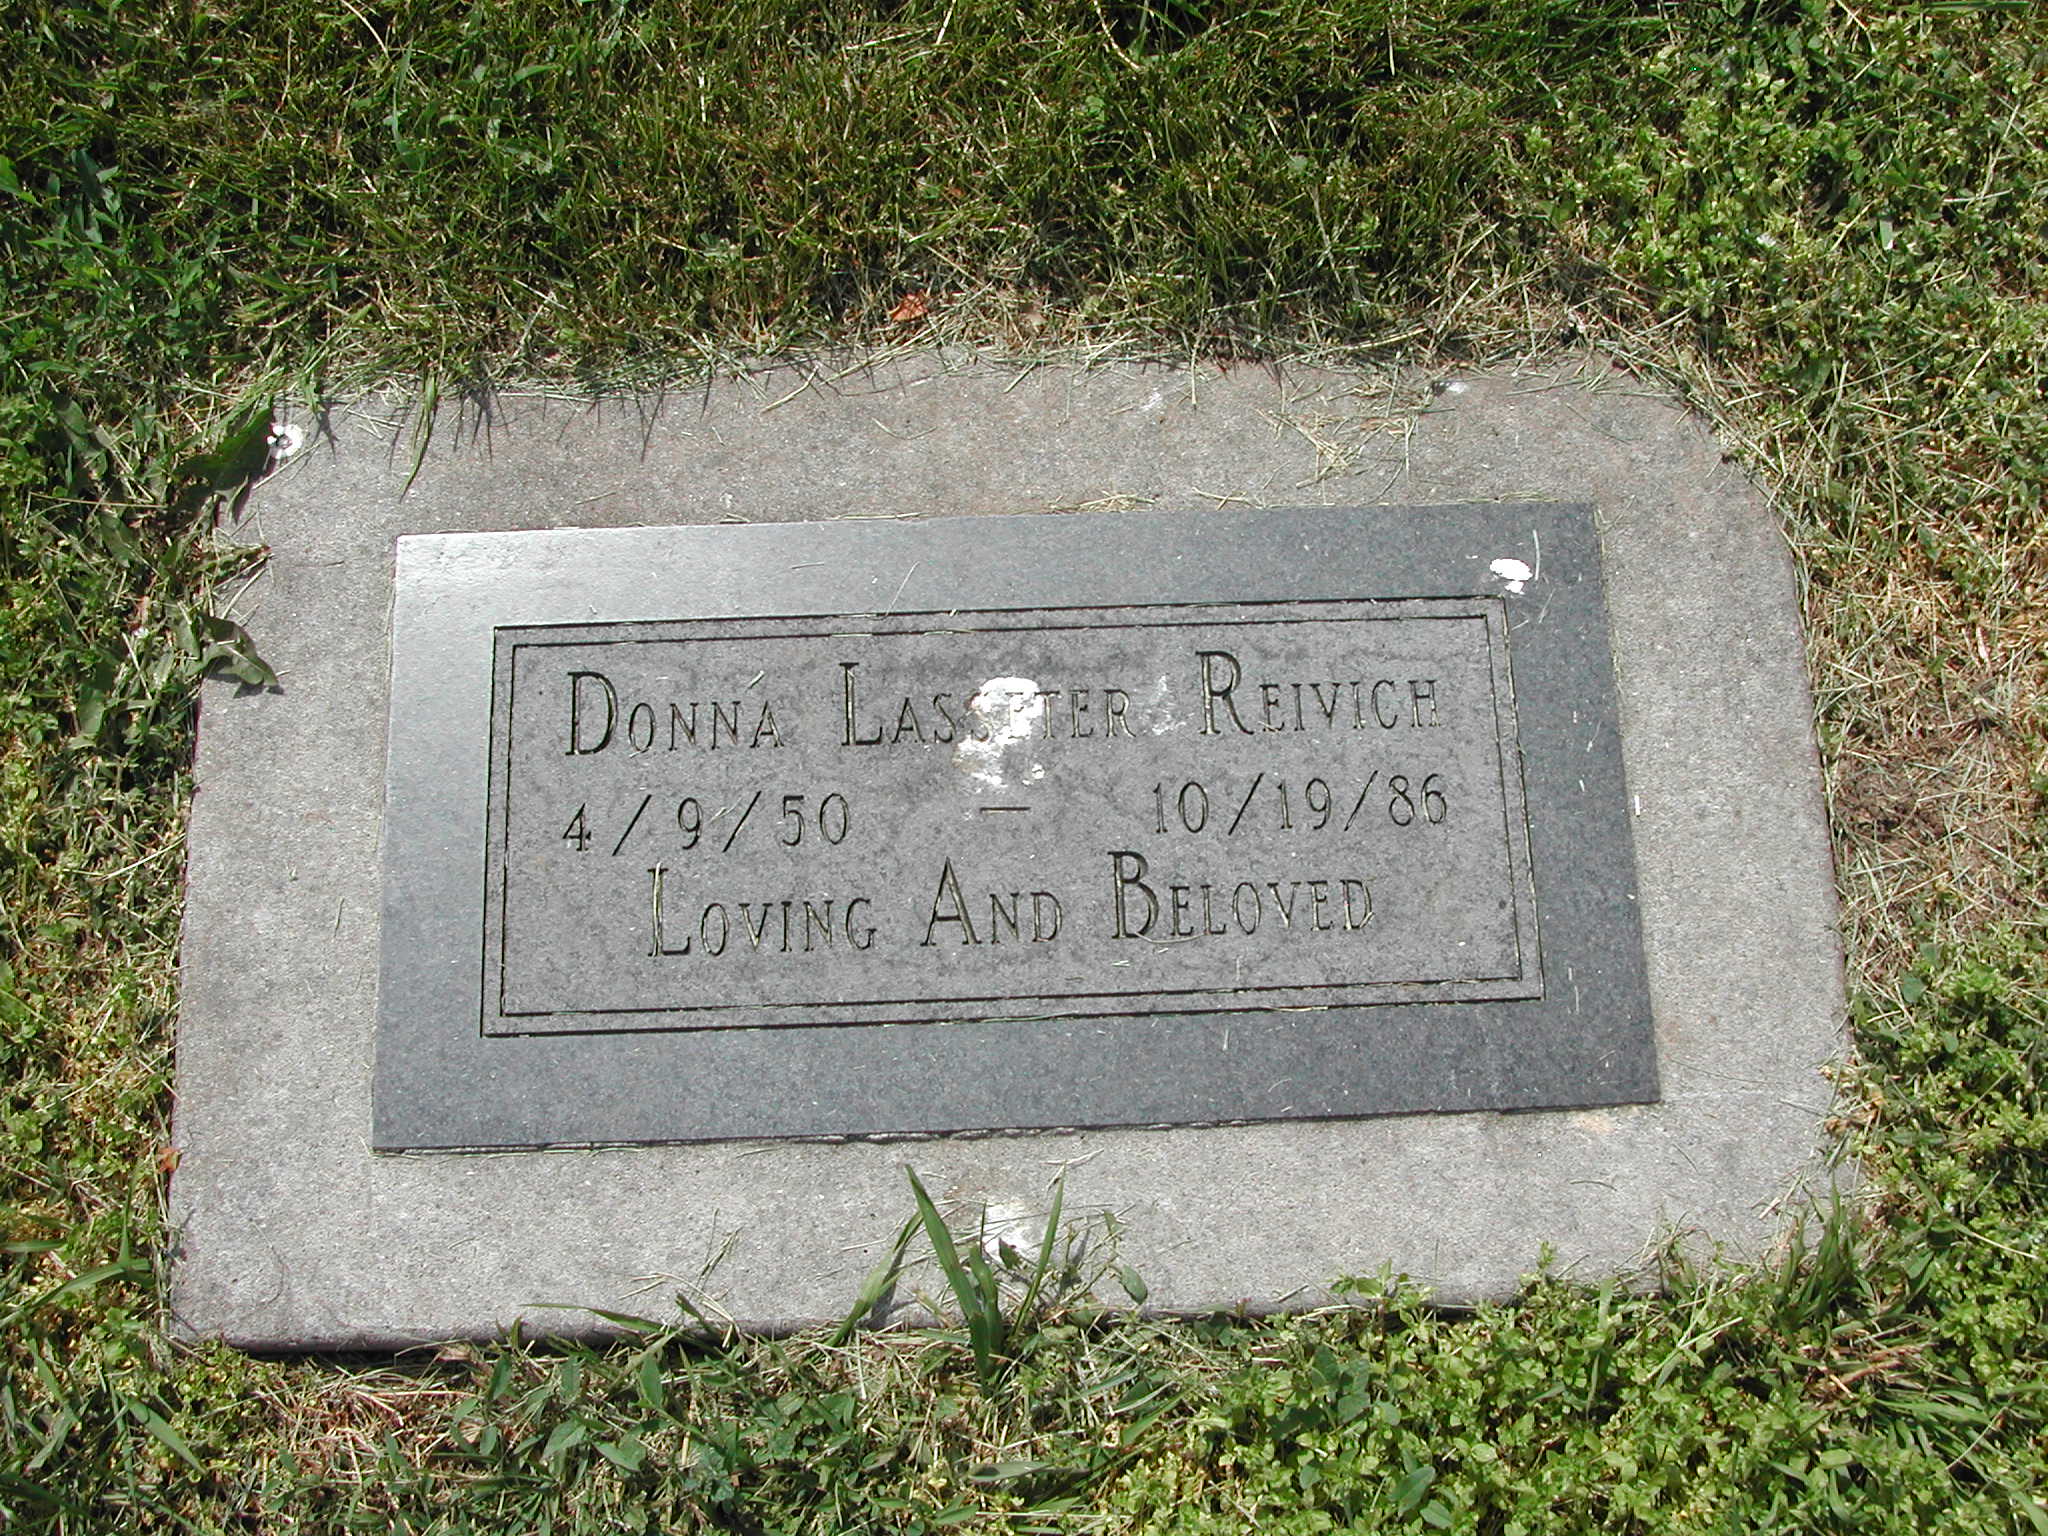 Donna Lasseter Reivich
4/9/50 — 10/19/86
Loving And Beloved